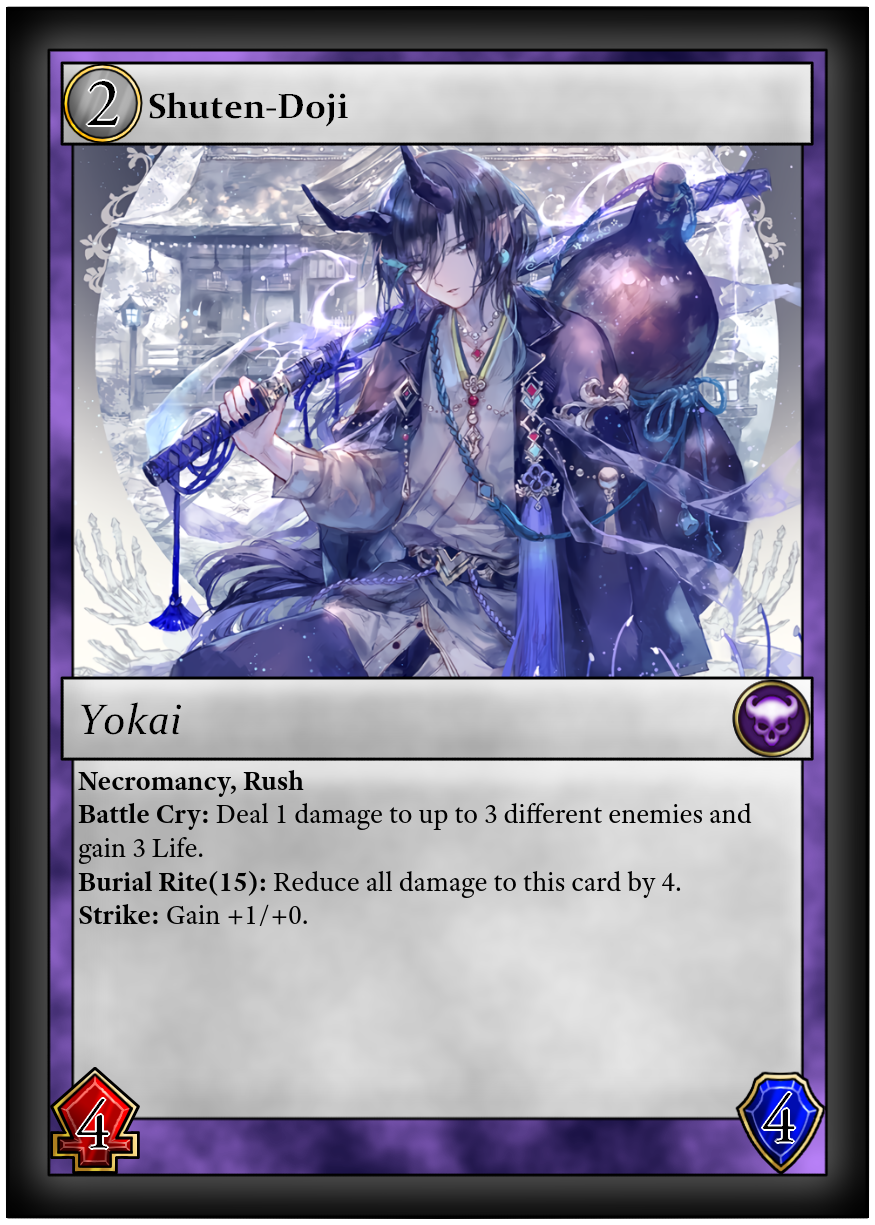 2 Shuten-Doji
Yokai
Necromancy, Rush
Battle Cry: Deal 1 damage to up to 3 different enemies and
gain 3 Life.
Burial Rite(15): Reduce all damage to this card by 4.
Strike: Gain +1/+0.
4 4